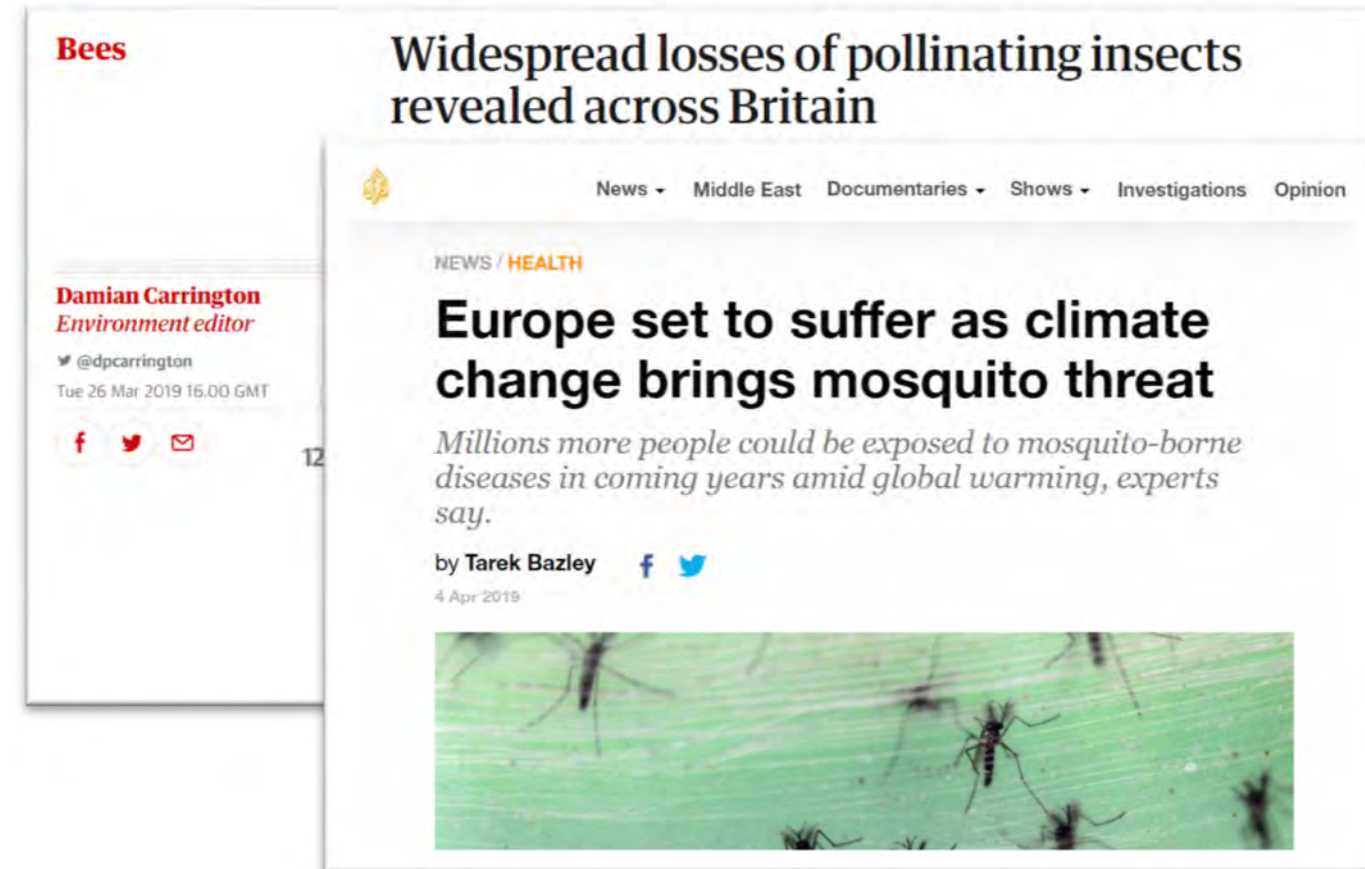 Bees
Widespread losses of pollinating insects
revealed across Britain
Damian Carrington
Environment editor
@dpcarrington
Tue 26 Mar 2019 16.00 GMT
12
News Middle East Documentaries Shows Investigations Opinion
NEWS / HEALTH
Europe set to suffer as climate
change brings mosquito threat
Millions more people could be exposed to mosquito-borne
diseases in coming years amid global warming, experts
say.
by Tarek Bazley
4 Apr 2019